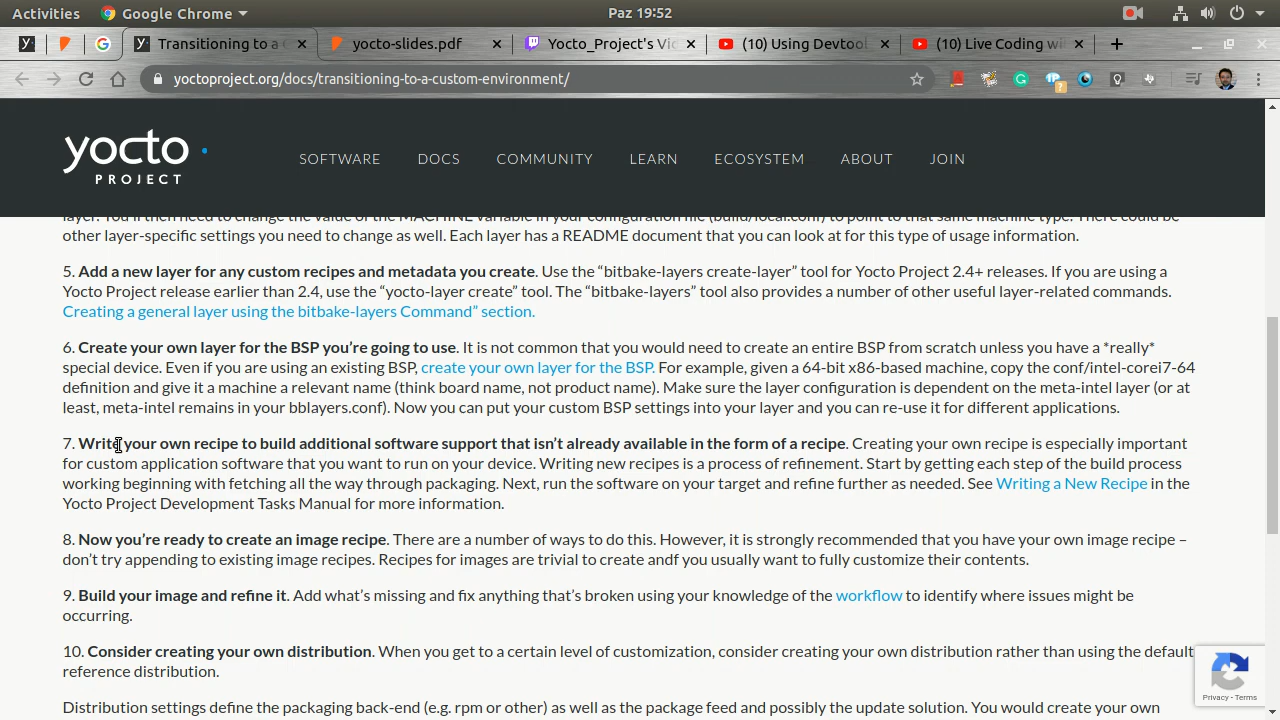 Activities
Google Chrome
Paz 19:52
Transitioning to a C
yocto-slides.pdf
Yocto_Project's Vic
(10) Using Devtool
(10) Live Coding wi
yoctoproject.org/docs/transitioning-to-a-custom-environment/
yocto
PROJECT
SOFTWARE
DOCS
COMMUNITY
LEARN
ECOSYSTEM
ABOUT
JOIN
layer. You'll then need to change the value of the MACHINE variable in your configuration file (build/local.conf) to point to that same machine type. There could be
other layer-specific settings you need to change as well. Each layer has a README document that you can look at for this type of usage information.
5. Add a new layer for any custom recipes and metadata you create. Use the “bitbake-layers create-layer” tool for Yocto Project 2.4+ releases. If you are using a
Yocto Project release earlier than 2.4, use the “yocto-layer create” tool. The “bitbake-layers” tool also provides a number of other useful layer-related commands.
Creating a general layer using the bitbake-layers Command” section.
6. Create your own layer for the BSP you’re going to use. It is not common that you would need to create an entire BSP from scratch unless you have a *really*
special device. Even if you are using an existing BSP, create your own layer for the BSP. For example, given a 64-bit x86-based machine, copy the conf/intel-corei7-64
definition and give it a machine a relevant name (think board name, not product name). Make sure the layer configuration is dependent on the meta-intel layer (or at
least, meta-intel remains in your bblayers.conf). Now you can put your custom BSP settings into your layer and you can re-use it for different applications.
7. Write your own recipe to build additional software support that isn’t already available in the form of a recipe. Creating your own recipe is especially important
for custom application software that you want to run on your device. Writing new recipes is a process of refinement. Start by getting each step of the build process
working beginning with fetching all the way through packaging. Next, run the software on your target and refine further as needed. See Writing a New Recipe in the
Yocto Project Development Tasks Manual for more information.
8. Now you’re ready to create an image recipe. There are a number of ways to do this. However, it is strongly recommended that you have your own image recipe –
don’t try appending to existing image recipes. Recipes for images are trivial to create andf you usually want to fully customize their contents.
9. Build your image and refine it. Add what’s missing and fix anything that’s broken using your knowledge of the workflow to identify where issues might be
occurring.
10. Consider creating your own distribution. When you get to a certain level of customization, consider creating your own distribution rather than using the default
reference distribution.
Privacy - Terms
Distribution settings define the packaging back-end (e.g. rpm or other) as well as the package feed and possibly the update solution. You would create your own